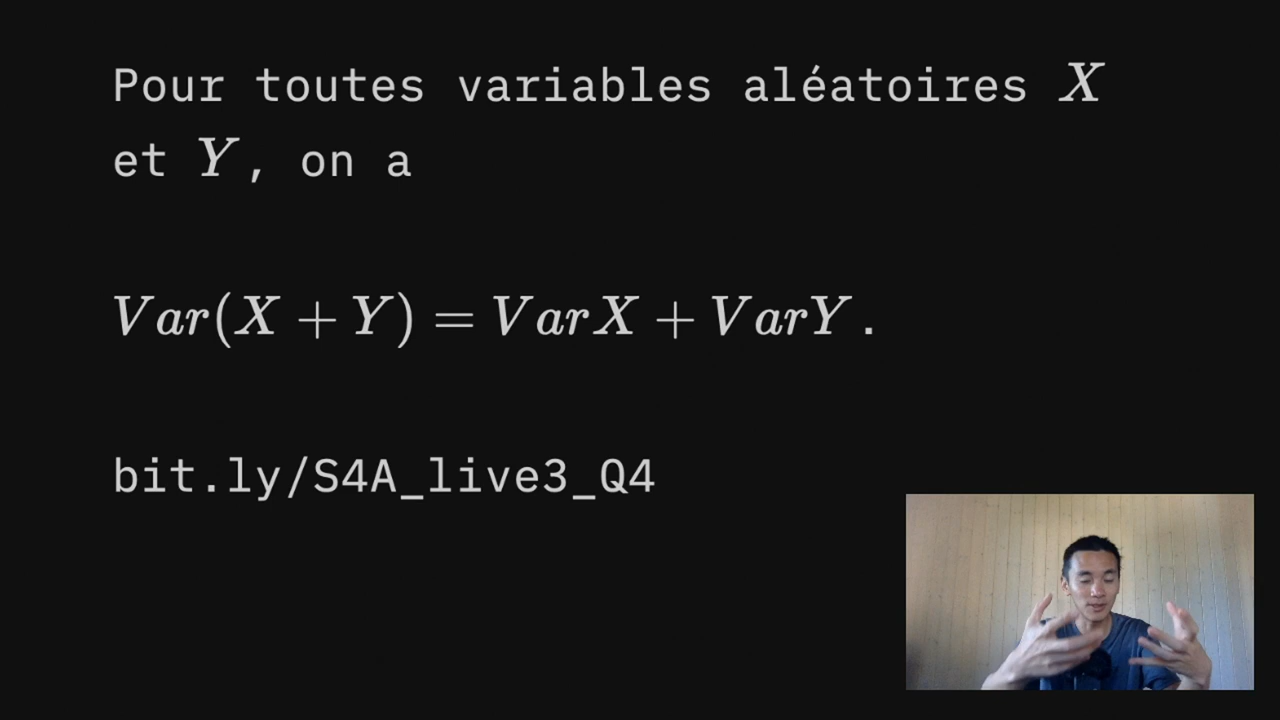 Pour toutes variables aléatoires X
et Y, on a
Var(X + Y) = VarX + VarY.
bit.ly/S4A_live3_Q4